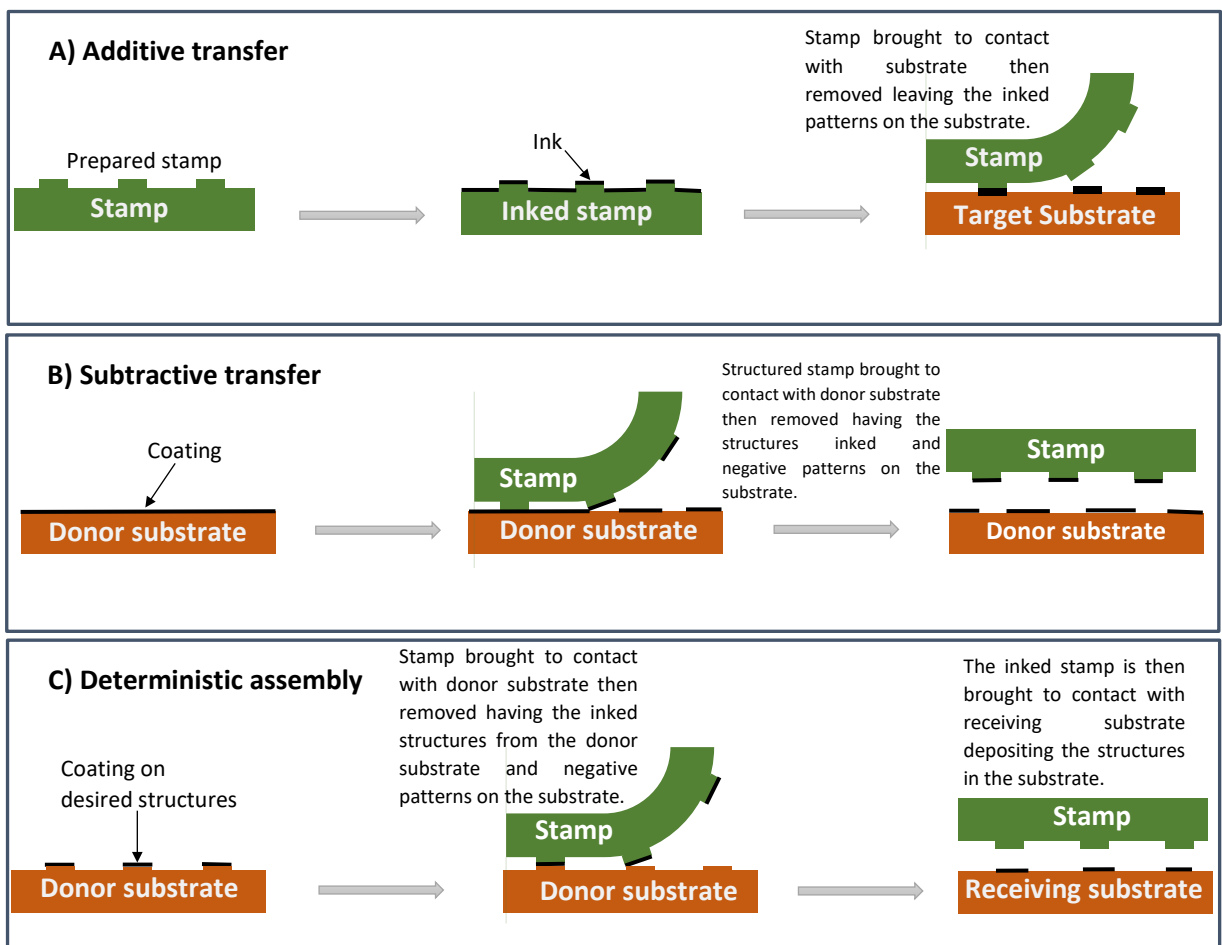 A) Additive transfer
Prepared stamp
Stamp
Ink
Inked stamp
Stamp brought to contact
with substrate then
removed leaving the inked
patterns on the substrate.
Stamp
Target Substrate
B) Subtractive transfer
Coating
Donor substrate
Stamp
Donor substrate
Structured stamp brought to
contact with donor substrate
then removed having the
structures inked and
negative patterns on the
substrate.
Stamp
Donor substrate
C) Deterministic assembly
Coating on
desired structures
Donor substrate
Stamp brought to contact
with donor substrate then
removed having the inked
structures from the donor
substrate and negative
patterns on the substrate.
Stamp
Donor substrate
The inked stamp is then
brought to contact with
receiving substrate
depositing the structures
in the substrate.
Stamp
Receiving substrate